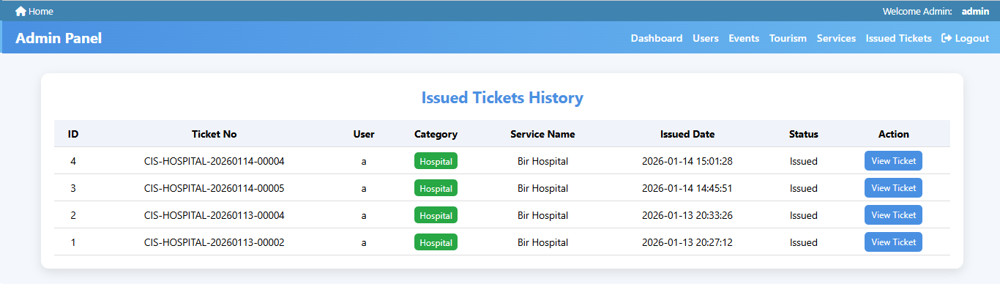 Home Welcome Admin: admin
Admin Panel Dashboard Users Events Tourism Services Issued Tickets Logout
Issued Tickets History
ID Ticket No User Category Service Name Issued Date Status Action
4 CIS-HOSPITAL-20260114-00004 a Hospital Bir Hospital 2026-01-14 15:01:28 Issued View Ticket
3 CIS-HOSPITAL-20260114-00005 a Hospital Bir Hospital 2026-01-14 14:45:51 Issued View Ticket
2 CIS-HOSPITAL-20260113-00004 a Hospital Bir Hospital 2026-01-13 20:33:26 Issued View Ticket
1 CIS-HOSPITAL-20260113-00002 a Hospital Bir Hospital 2026-01-13 20:27:12 Issued View Ticket